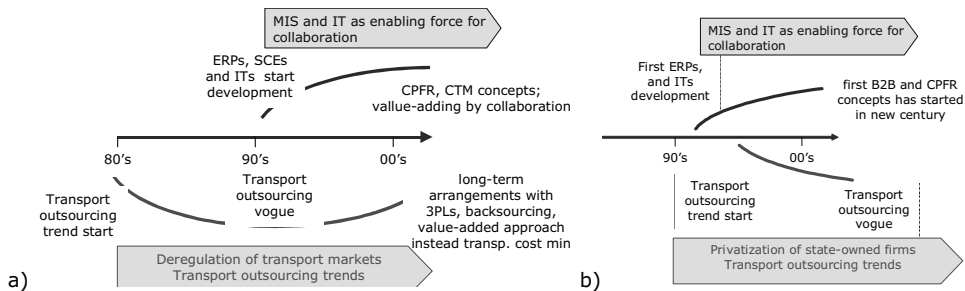 MIS and IT as enabling force for
collaboration
ERPs, SCEs
and ITs start
development
CPFR, CTM concepts;
vallue-adding by collaboration
80's
90's
00's
Transport
outsourcing
trend start
Transport
outsourcing
vogue
long-term
arrangements with
3PLs, backsourcing,
value-added approach
instead transp. cost min
Deregulation of transport markets
Transport outsourcing trends
a)
MIS and IT as enabling force for
collaboration
First ERPs,
and ITs
development
first B2B and CPFR
concepts has started
in new century
90's
00's
Transport
outsourcing
trend start
Transport
outsourcing
vogue
Privatization of state-owned firms
Transport outsourcing trends
b)